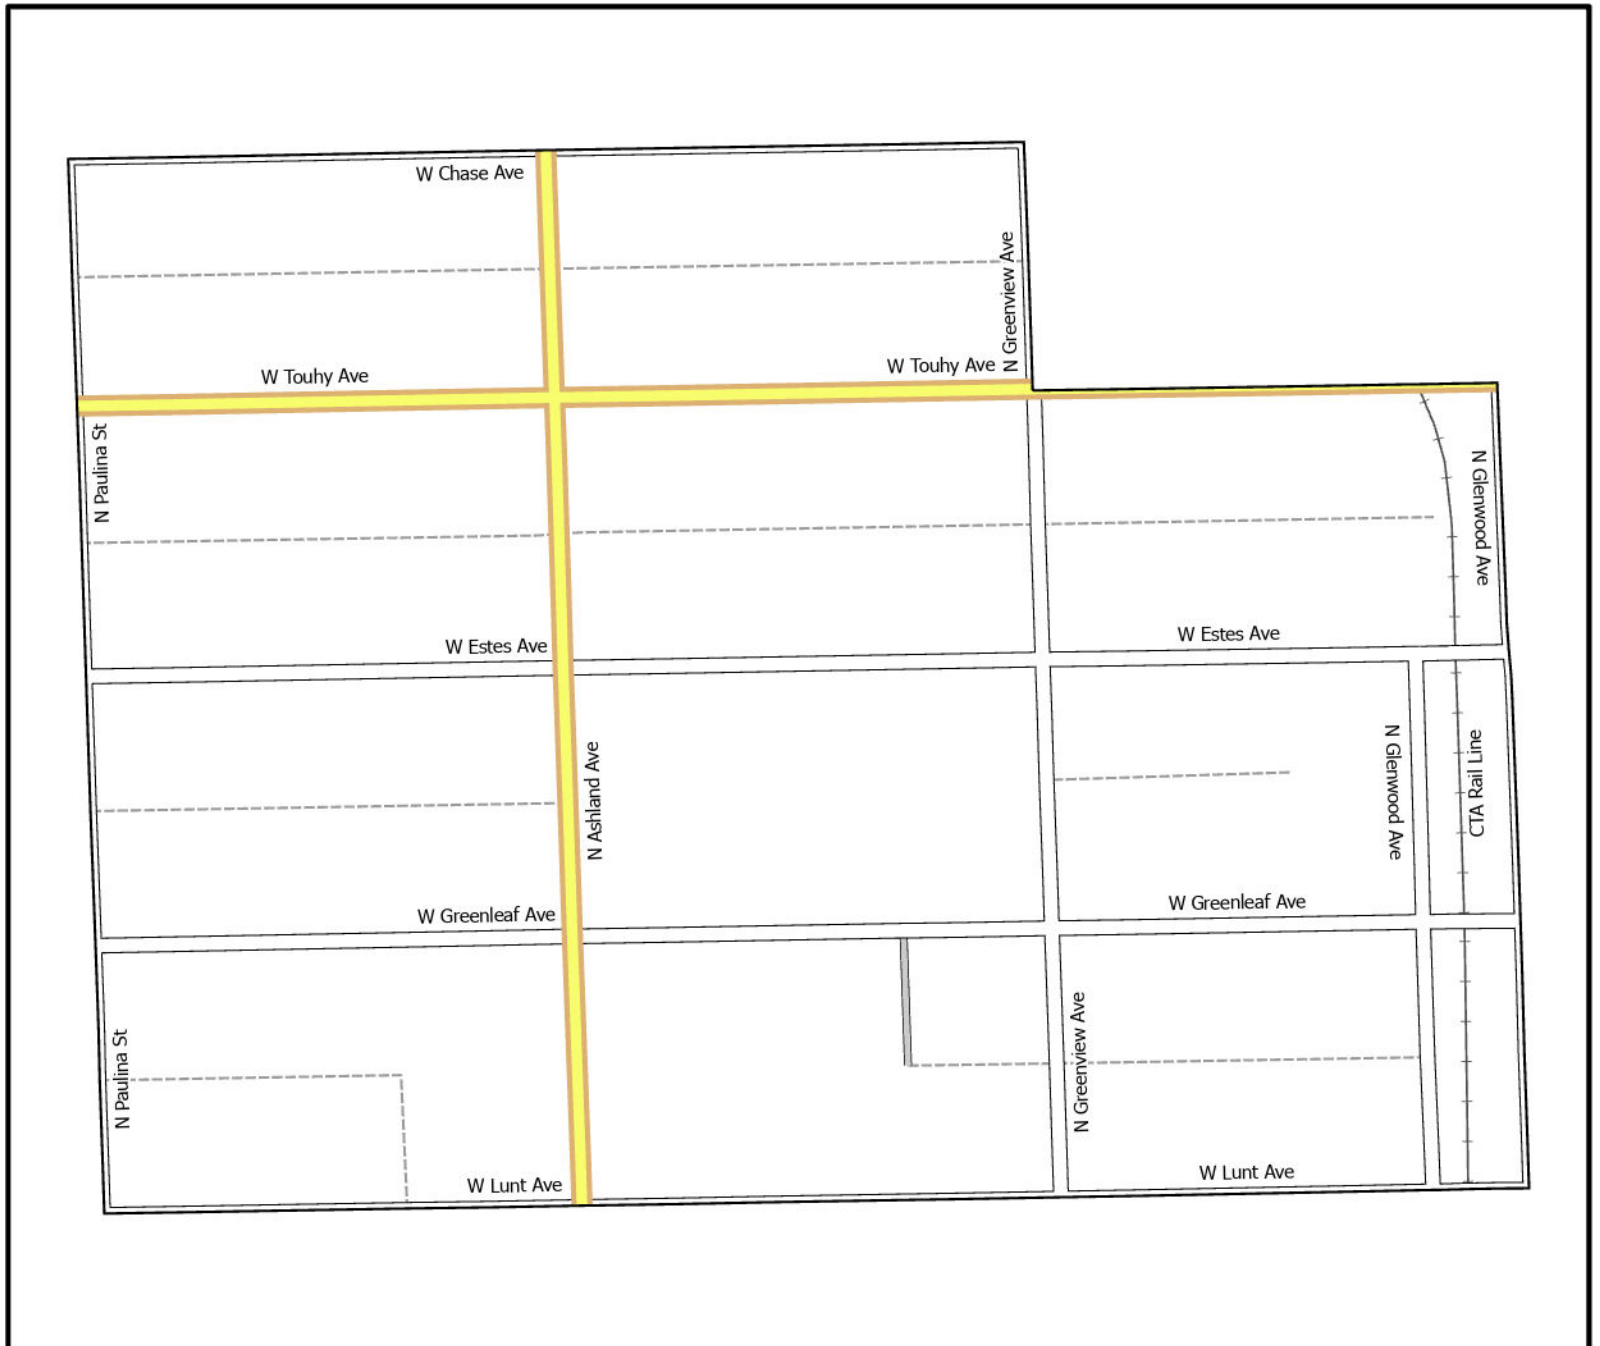 W Chase Ave
N Greenview Ave
W Touhy Ave
W Touhy Ave
N Paulina St
N Glenwood Ave
W Estes Ave
W Estes Ave
N Ashland Ave
N Glenwood Ave
CTA Rail Line
W Greenleaf Ave
W Greenleaf Ave
N Paulina St
N Greenview Ave
W Lunt Ave
W Lunt Ave